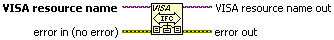 VISA resource name
VISA
IFC
VISA resource name out
error in (no error)
error out